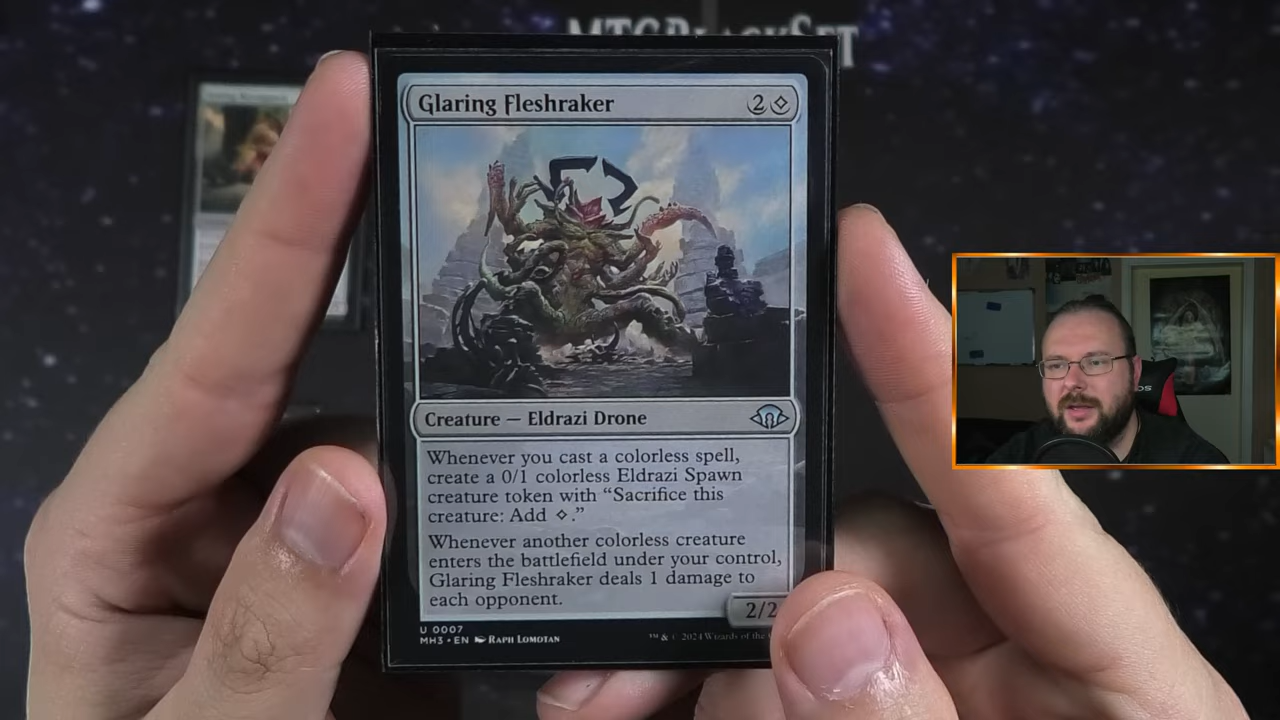 MTGBlackSet
Glaring Fleshraker
2
Creature — Eldrazi Drone
Whenever you cast a colorless spell,
create a 0/1 colorless Eldrazi Spawn
creature token with “Sacrifice this
creature: Add .”
Whenever another colorless creature
enters the battlefield under your control,
Glaring Fleshraker deals 1 damage to
each opponent.
2/2
U 0007
MH3 • EN Raph Lomotan
™ & © 2024 Wizards of the